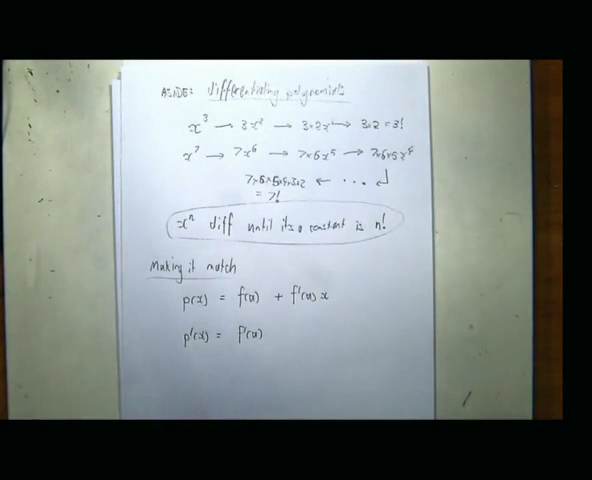 ASIDE: differentiating polynomials
x³ → 3x² → 3×2x → 3×2 = 3!
x⁷ → 7x⁶ → 7×6x⁵ → 7×6×5x⁴
7×6×5×4×3×2 ← ... ↲
= 7!
xⁿ diff until its a constant is n!
Making it match
p(x) = f(a) + f'(a) x
p'(x) = f'(a)